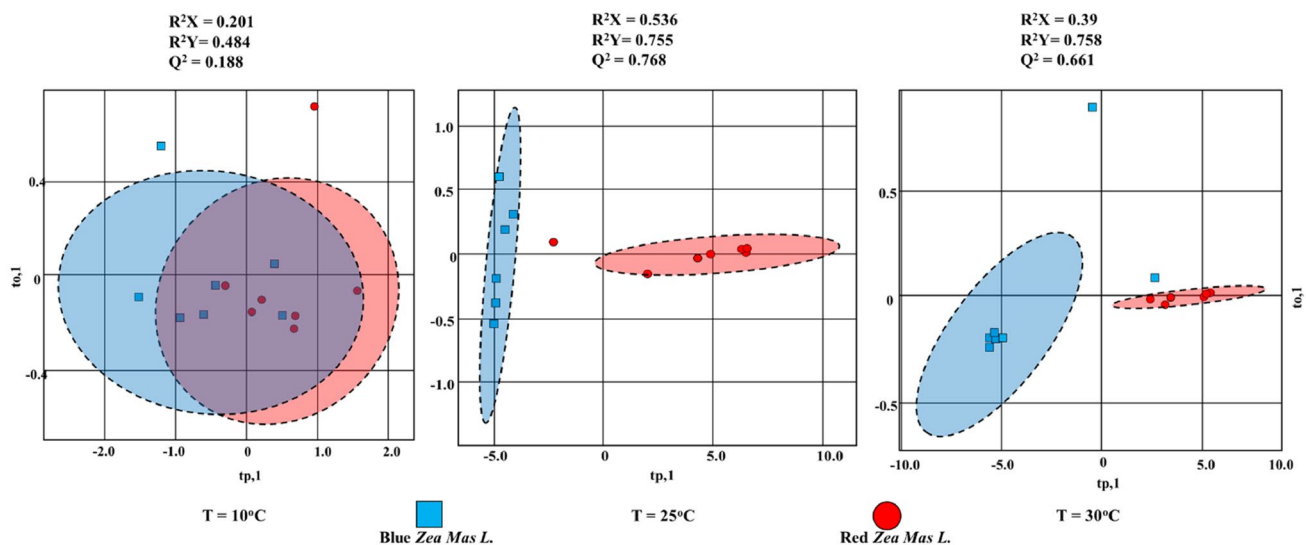 R²X = 0.201
R²Y= 0.484
Q² = 0.188
R²X = 0.536
R²Y= 0.755
Q² = 0.768
R²X = 0.39
R²Y= 0.758
Q² = 0.661
0.4
0
-0.4
to,1
-2.0
-1.0
0
1.0
2.0
tp,1
1.0
0.5
0
-0.5
-1.0
-5.0
0
5.0
10.0
tp,1
0.5
0
-0.5
to,1
-10.0
-5.0
0
5.0
10.0
tp,1
T = 10°C
T = 25°C
T = 30°C
Blue Zea Mas L.
Red Zea Mas L.